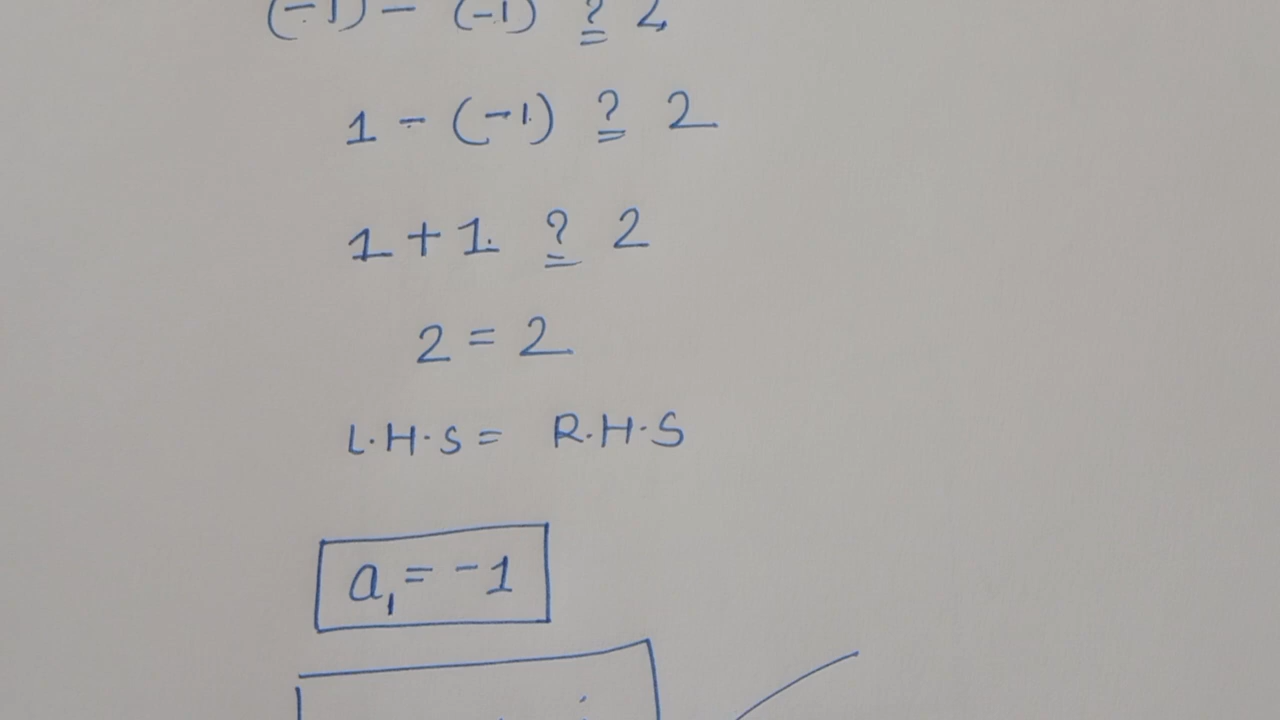 (-1) - (-1) ≟ 2
1 - (-1) ≟ 2
1 + 1 ≟ 2
2 = 2
L.H.S = R.H.S
a₁ = -1